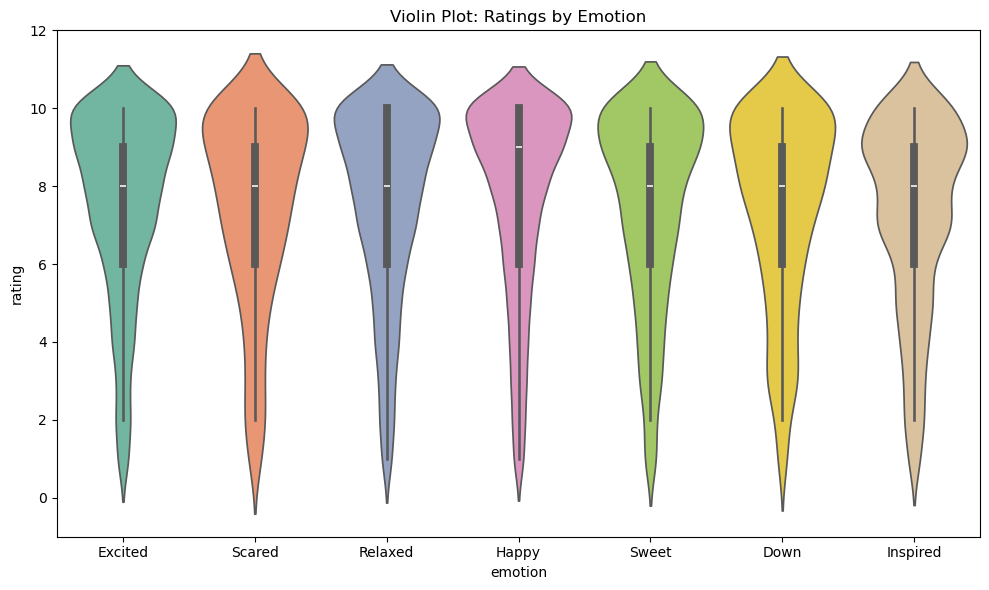 Violin Plot: Ratings by Emotion
12
10
8
6
4
2
0
rating
Excited Scared Relaxed Happy Sweet Down Inspired
emotion